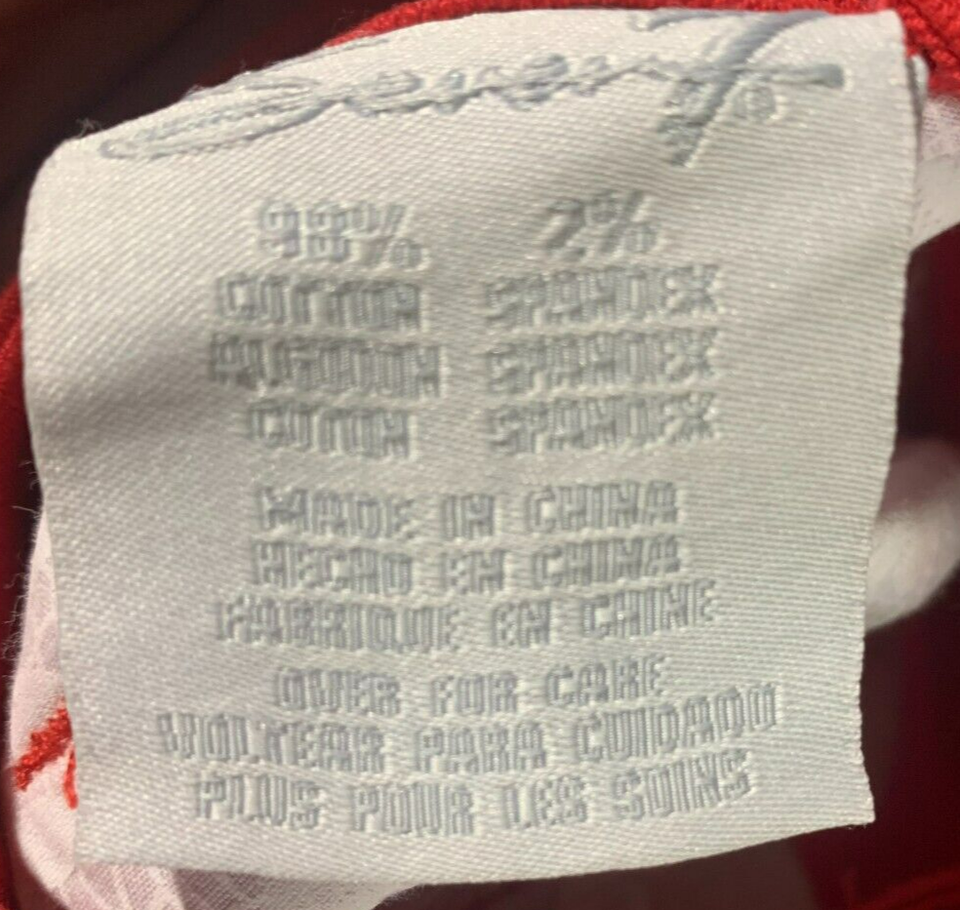 98% 2%
COTTON SPANDEX
ALGODON SPANDEX
COTON SPANDEX
MADE IN CHINA
HECHO EN CHINA
FABRIQUE EN CHINE
OVER FOR CARE
VOLTEAR PARA CUIDADO
PLUS POUR LES SOINS